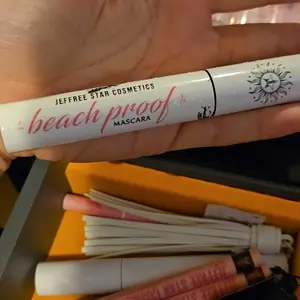 JEFFREE STAR COSMETICS
beach proof
MASCARA